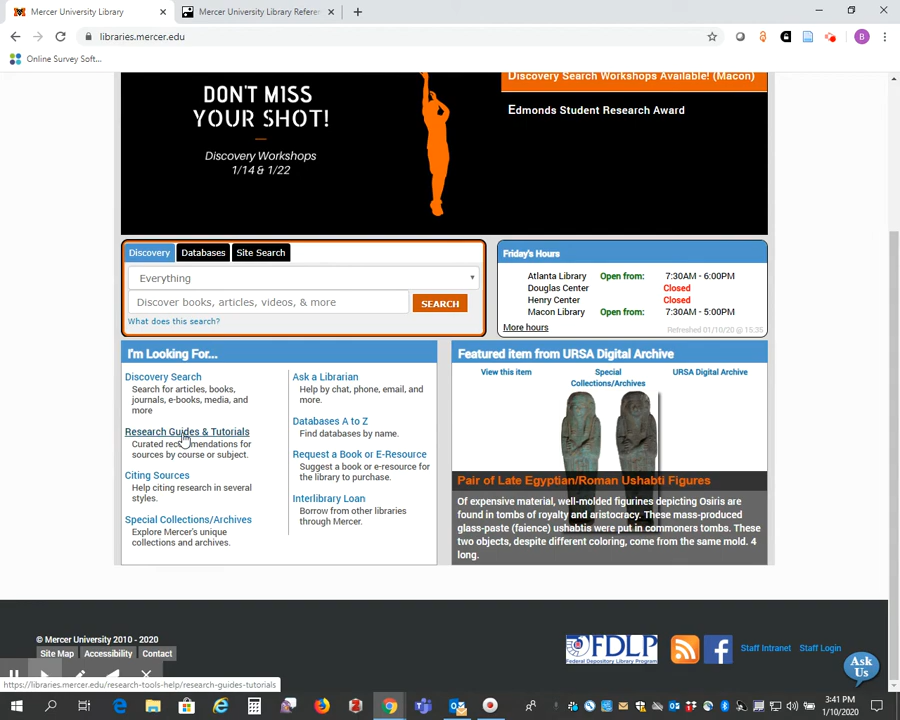 Mercer University Library
Mercer University Library Referen
libraries.mercer.edu
B
Online Survey Soft...
DON'T MISS
YOUR SHOT!
Discovery Workshops
1/14 & 1/22
Discovery Search Workshops Available! (Macon)
Edmonds Student Research Award
Discovery
Databases
Site Search
Everything
Discover books, articles, videos, & more
SEARCH
What does this search?
Friday's Hours
Atlanta Library Open from: 7:30AM - 6:00PM
Douglas Center Closed
Henry Center Closed
Macon Library Open from: 7:30AM - 5:00PM
More hours
Refreshed 01/10/20 @ 15:35
I'm Looking For...
Discovery Search
Search for articles, books,
journals, e-books, media, and
more
Research Guides & Tutorials
Curated recommendations for
sources by course or subject.
Citing Sources
Help citing research in several
styles.
Special Collections/Archives
Explore Mercer's unique
collections and archives.
Ask a Librarian
Help by chat, phone, email, and
more.
Databases A to Z
Find databases by name.
Request a Book or E-Resource
Suggest a book or e-resource for
the library to purchase.
Interlibrary Loan
Borrow from other libraries
through Mercer.
Featured item from URSA Digital Archive
View this item
Special
Collections/Archives
URSA Digital Archive
Pair of Late Egyptian/Roman Ushabti Figures
Of expensive material, well-molded figurines depicting Osiris are
found in tombs of royalty and aristocracy. These mass-produced
glass-paste (faience) ushabtis were put in commoners tombs. These
two objects, despite different coloring, come from the same mold. 4
long.
© Mercer University 2010 - 2020
Site Map
Accessibility
Contact
FDLP
Federal Depository Library Program
Staff Intranet
Staff Login
Ask
Us
https://libraries.mercer.edu/research-tools-help/research-guides-tutorials
3:41 PM
1/10/2020